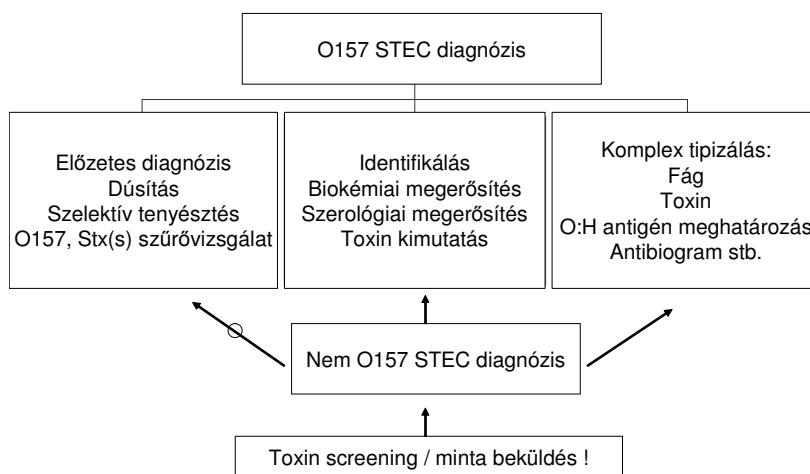 O157 STEC diagnózis
Előzetes diagnózis
Dúsítás
Szelektív tenyésztés
O157, Stx(s) szűrővizsgálat
Identifikálás
Biokémiai megerősítés
Szerológiai megerősítés
Toxin kimutatás
Komplex tipizálás:
Fág
Toxin
O:H antigén meghatározás
Antibiogram stb.
Nem O157 STEC diagnózis
Toxin screening / minta beküldés !